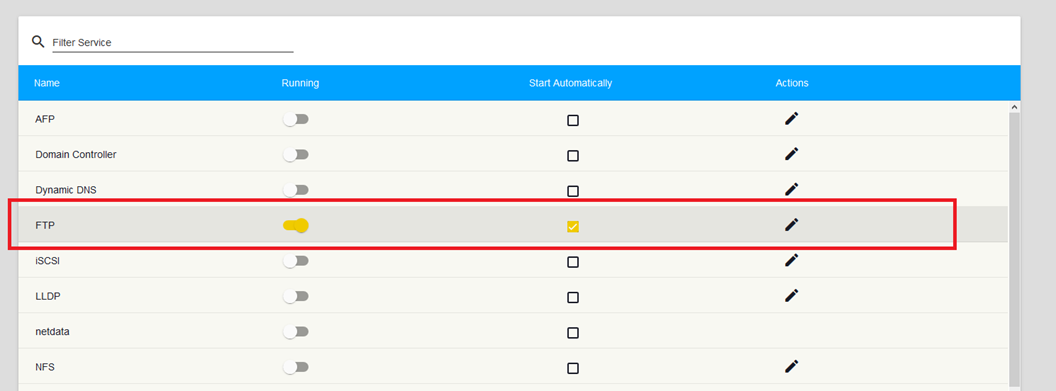 Filter Service
Name Running Start Automatically Actions
AFP
Domain Controller
Dynamic DNS
FTP
iSCSI
LLDP
netdata
NFS